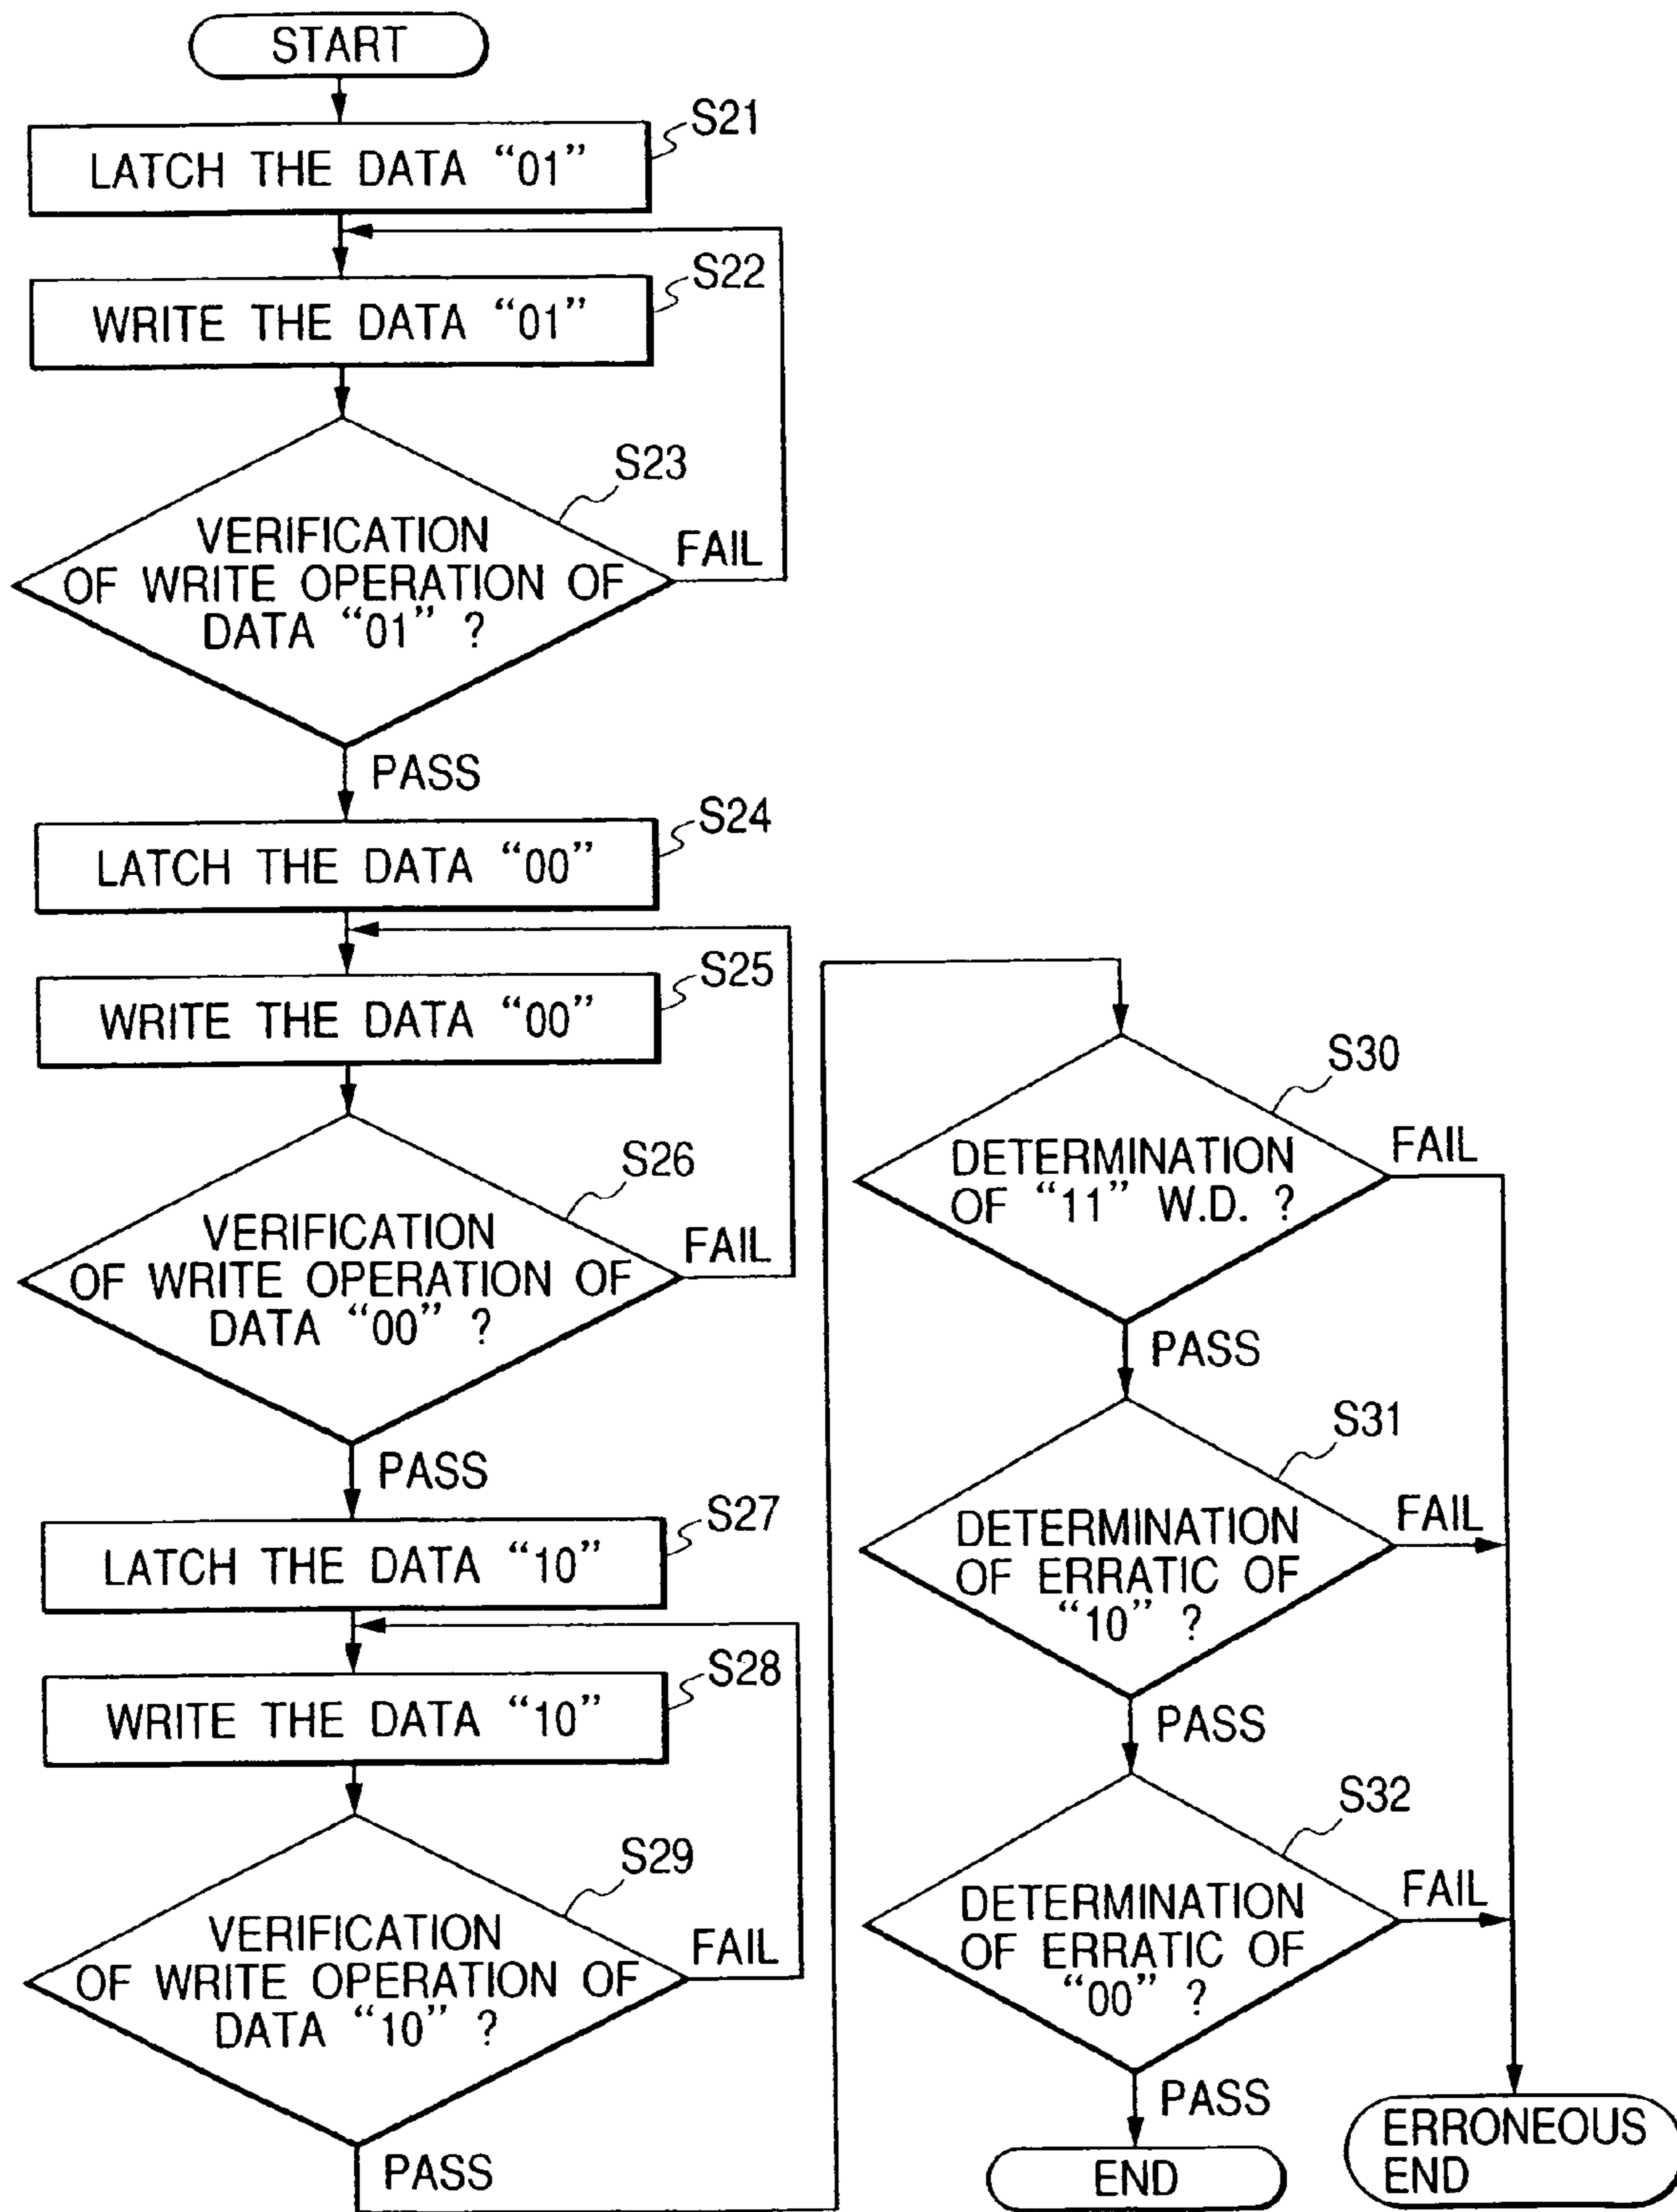 START
S21
LATCH THE DATA “01”
S22
WRITE THE DATA “01”
S23
VERIFICATION
OF WRITE OPERATION OF
DATA “01” ?
FAIL
PASS
S24
LATCH THE DATA “00”
S25
WRITE THE DATA “00”
S26
VERIFICATION
OF WRITE OPERATION OF
DATA “00” ?
FAIL
PASS
S27
LATCH THE DATA “10”
S28
WRITE THE DATA “10”
S29
VERIFICATION
OF WRITE OPERATION OF
DATA “10” ?
FAIL
PASS
S30
DETERMINATION
OF “11” W.D. ?
FAIL
PASS
S31
DETERMINATION
OF ERRATIC OF
“10” ?
FAIL
PASS
S32
DETERMINATION
OF ERRATIC OF
“00” ?
FAIL
PASS
END
ERRONEOUS
END